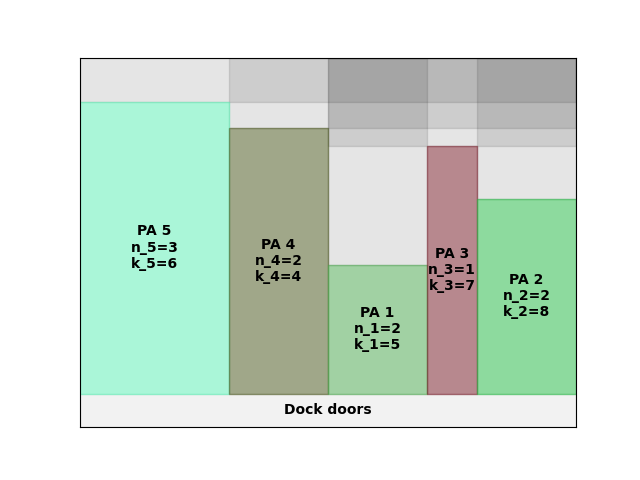 PA 5
n_5=3
k_5=6
PA 4
n_4=2
k_4=4
PA 1
n_1=2
k_1=5
PA 3
n_3=1
k_3=7
PA 2
n_2=2
k_2=8
Dock doors